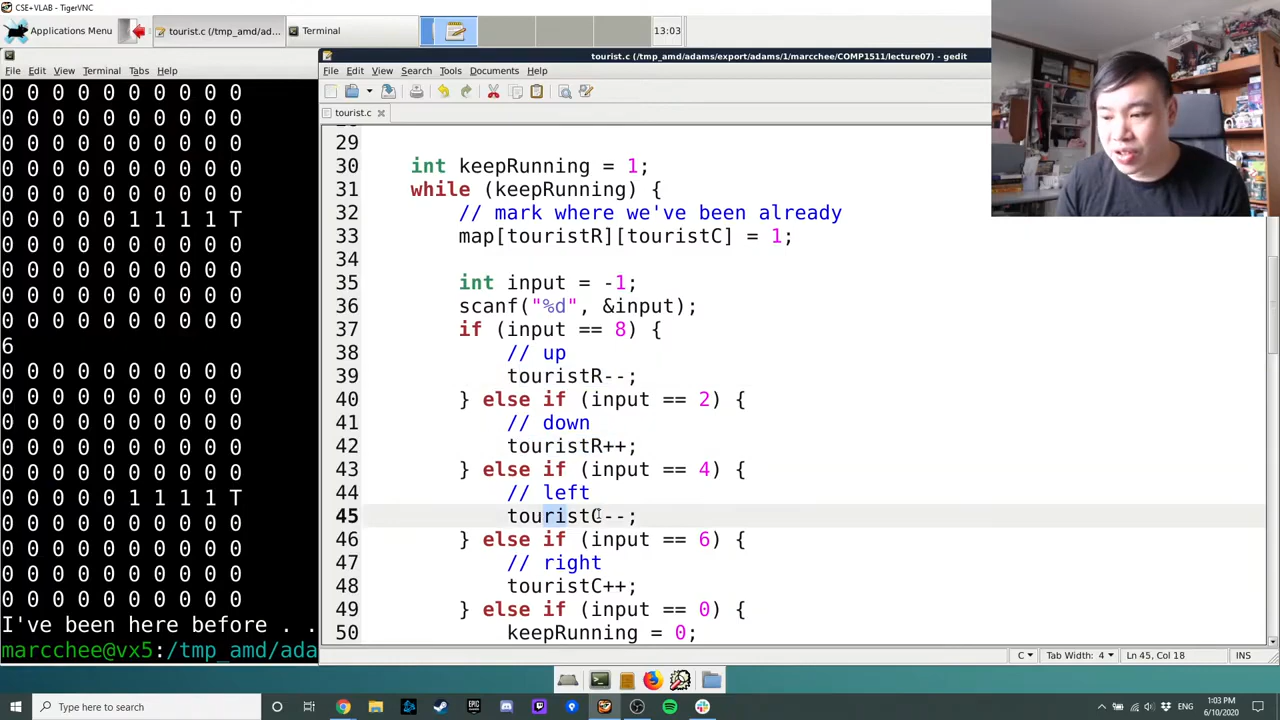 CSE+VLAB - TigerVNC
Applications Menu
tourist.c (/tmp_amd/ad...
Terminal
13:03
File Edit View Terminal Tabs Help
0 0 0 0 0 0 0 0 0 0
0 0 0 0 0 0 0 0 0 0
0 0 0 0 0 0 0 0 0 0
0 0 0 0 0 0 0 0 0 0
0 0 0 0 0 0 0 0 0 0
0 0 0 0 0 1 1 1 1 T
0 0 0 0 0 0 0 0 0 0
0 0 0 0 0 0 0 0 0 0
0 0 0 0 0 0 0 0 0 0
0 0 0 0 0 0 0 0 0 0
6
0 0 0 0 0 0 0 0 0 0
0 0 0 0 0 0 0 0 0 0
0 0 0 0 0 0 0 0 0 0
0 0 0 0 0 0 0 0 0 0
0 0 0 0 0 0 0 0 0 0
0 0 0 0 0 1 1 1 1 T
0 0 0 0 0 0 0 0 0 0
0 0 0 0 0 0 0 0 0 0
0 0 0 0 0 0 0 0 0 0
0 0 0 0 0 0 0 0 0 0
I've been here before . .
marcchee@vx5:/tmp_amd/ada
tourist.c (/tmp_amd/adams/export/adams/1/marcchee/COMP1511/lecture07) - gedit
File Edit View Search Tools Documents Help
tourist.c
29
30 int keepRunning = 1;
31 while (keepRunning) {
32 // mark where we've been already
33 map[touristR][touristC] = 1;
34
35 int input = -1;
36 scanf("%d", &input);
37 if (input == 8) {
38 // up
39 touristR--;
40 } else if (input == 2) {
41 // down
42 touristR++;
43 } else if (input == 4) {
44 // left
45 touristC--;
46 } else if (input == 6) {
47 // right
48 touristC++;
49 } else if (input == 0) {
50 keepRunning = 0;
C Tab Width: 4 Ln 45, Col 18 INS
Type here to search
ENG
1:03 PM
6/10/2020